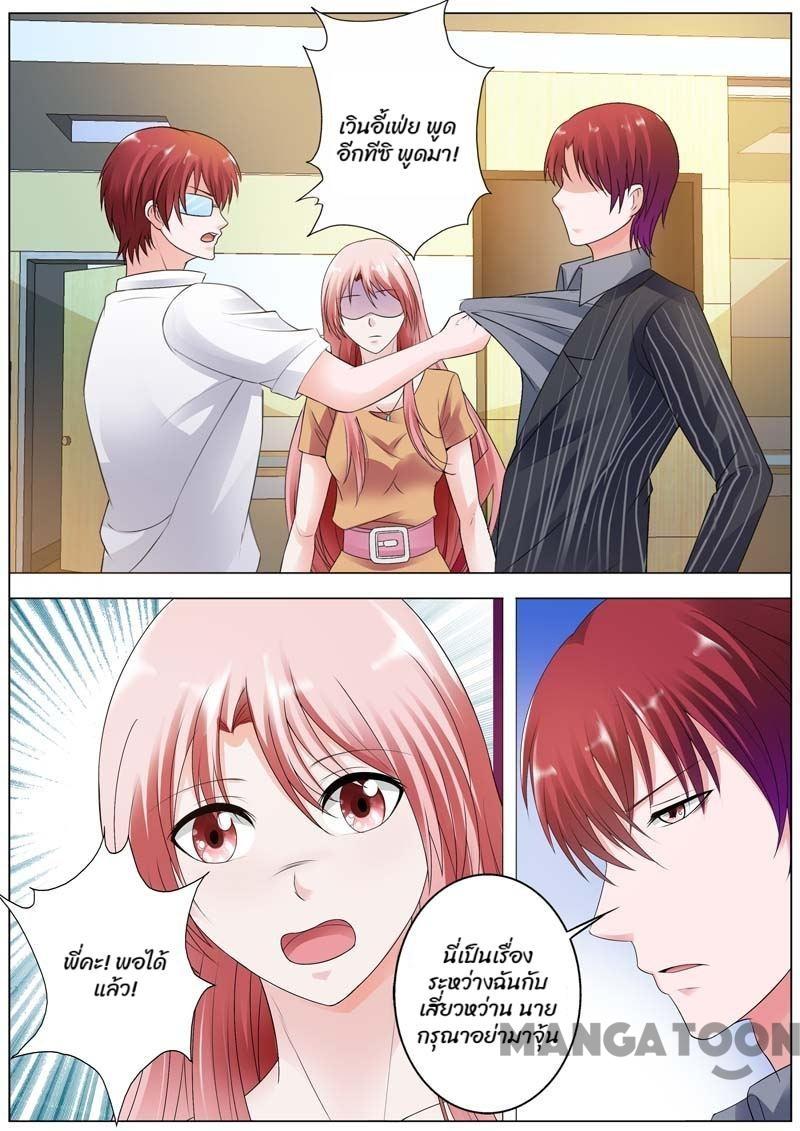 เวินอี้เฟย พูด
อีกทีซิ พูดมา!
พี่คะ! พอได้
แล้ว!
นี่เป็นเรื่อง
ระหว่างฉันกับ
เสี่ยวหว่าน นาย
กรุณาอย่ามาจุ้น
MANGATOON